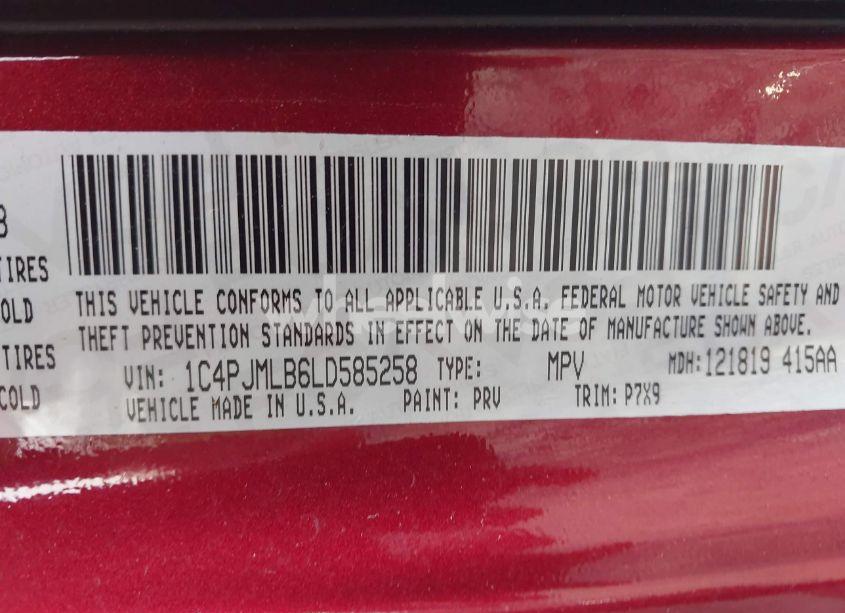 8
TIRES
COLD
TIRES
COLD
THIS VEHICLE CONFORMS TO ALL APPLICABLE U.S.A. FEDERAL MOTOR VEHICLE SAFETY AND
THEFT PREVENTION STANDARDS IN EFFECT ON THE DATE OF MANUFACTURE SHOWN ABOVE.
VIN: 1C4PJMLB6LD585258 TYPE: MPV MDH:121819 415AA
VEHICLE MADE IN U.S.A. PAINT: PRV TRIM: P7X9